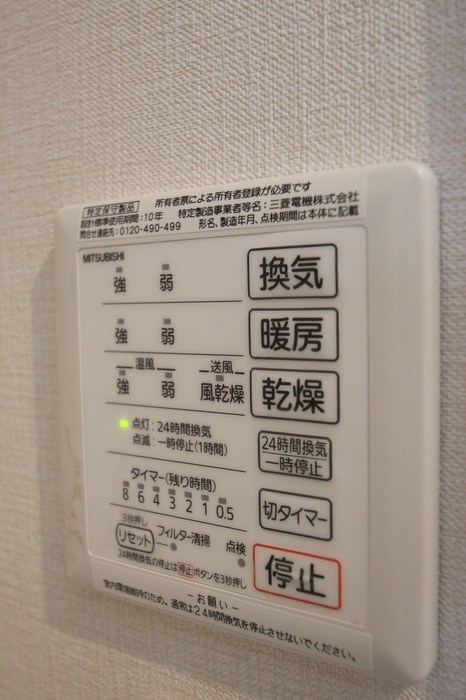 特定保守製品 所有者票による所有者登録が必要です
設計標準使用期間:10年 特定製造事業者等名:三菱電機株式会社
問合せ連絡先:0120-490-499 形名、製造年月、点検期間は本体に記載
MITSUBISHI
強 弱 換気
強 弱 暖房
温風 送風
強 弱 風乾燥 乾燥
点灯:24時間換気
点滅:一時停止(1時間)
24時間換気
一時停止
タイマー(残り時間)
8 6 4 3 2 1 0.5
切タイマー
3秒押し
リセット フィルター清掃 点検
24時間換気の停止は停止ボタンを3秒押し
停止
－お願い－
室内環境維持のため、通常は24時間換気を停止させないでください。